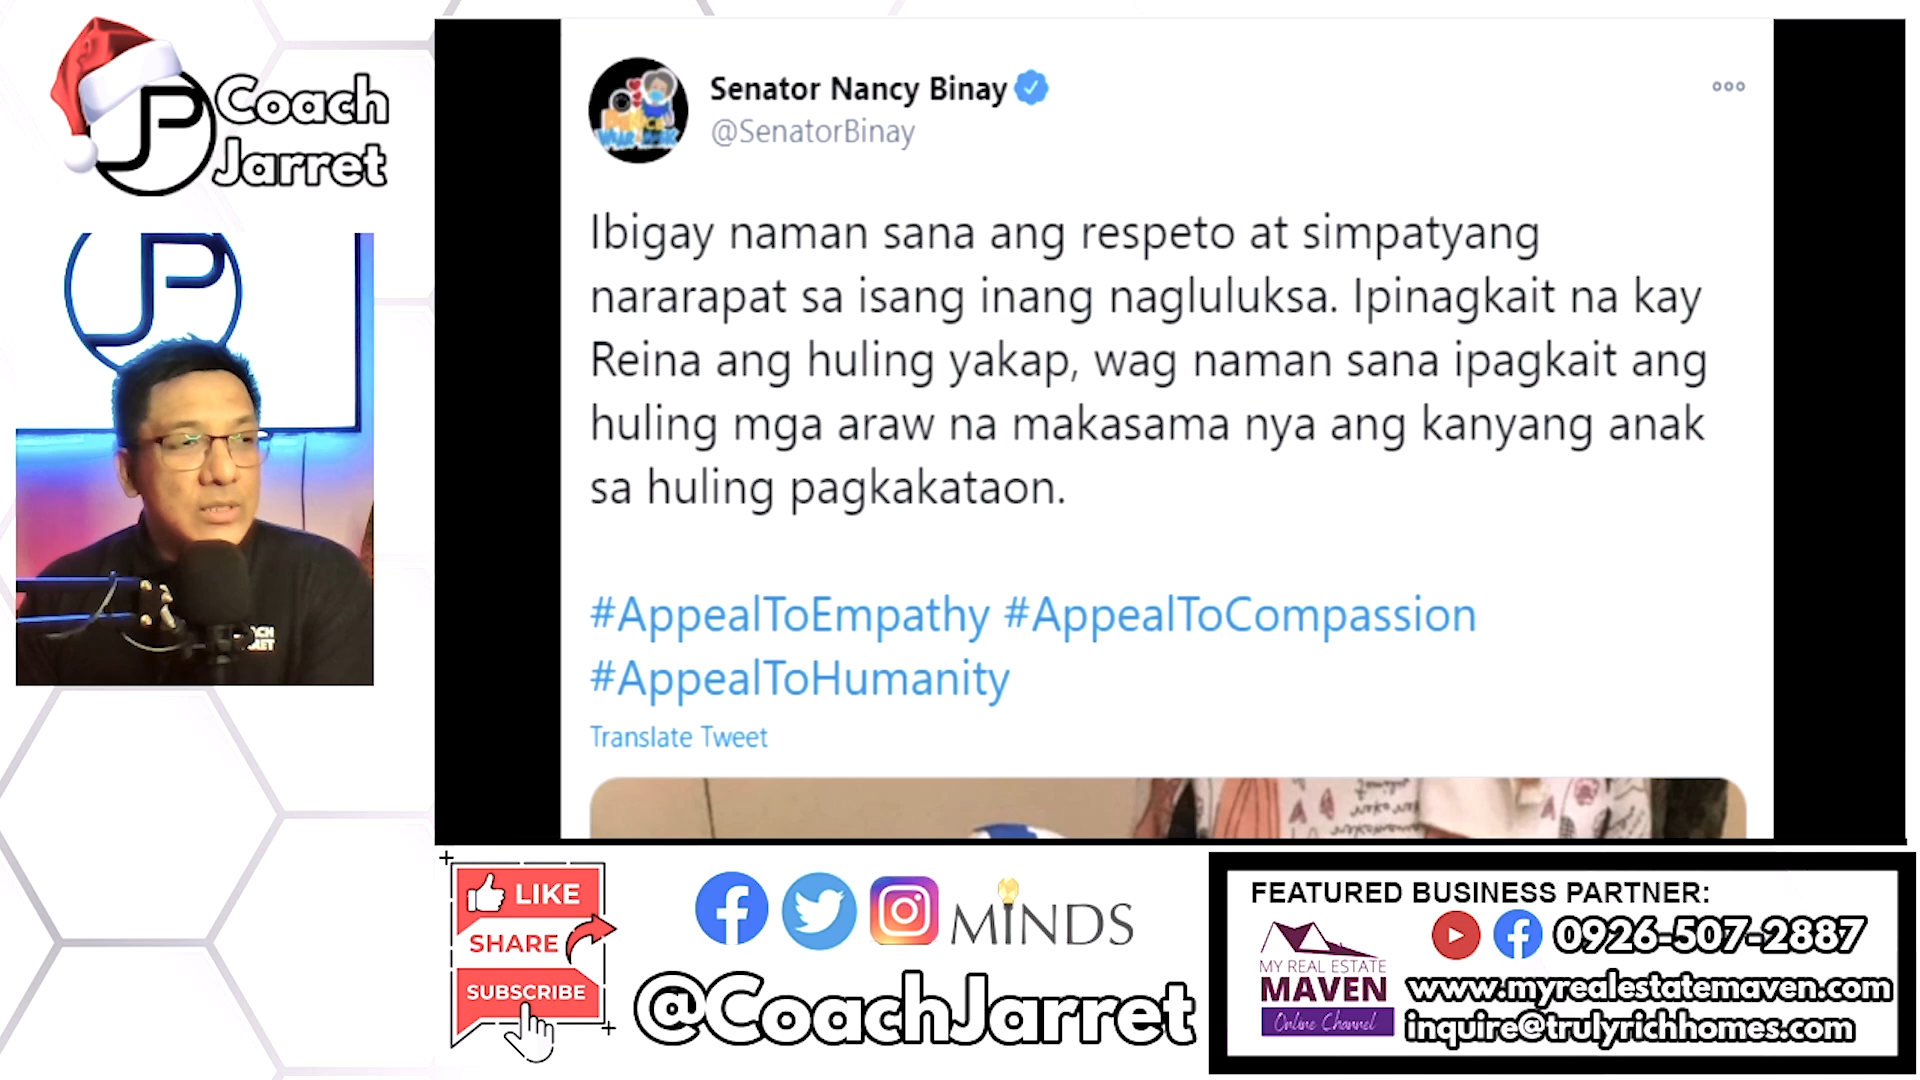 Coach
Jarret
Senator Nancy Binay
@SenatorBinay
Ibigay naman sana ang respeto at simpatyang
nararapat sa isang inang nagluluksa. Ipinagkait na kay
Reina ang huling yakap, wag naman sana ipagkait ang
huling mga araw na makasama nya ang kanyang anak
sa huling pagkakataon.
#AppealToEmpathy #AppealToCompassion
#AppealToHumanity
Translate Tweet
LIKE
SHARE
SUBSCRIBE
MINDS
@CoachJarret
FEATURED BUSINESS PARTNER:
0926-507-2887
MY REAL ESTATE
MAVEN
Online Channel
www.myrealestatemaven.com
inquire@trulyrichhomes.com